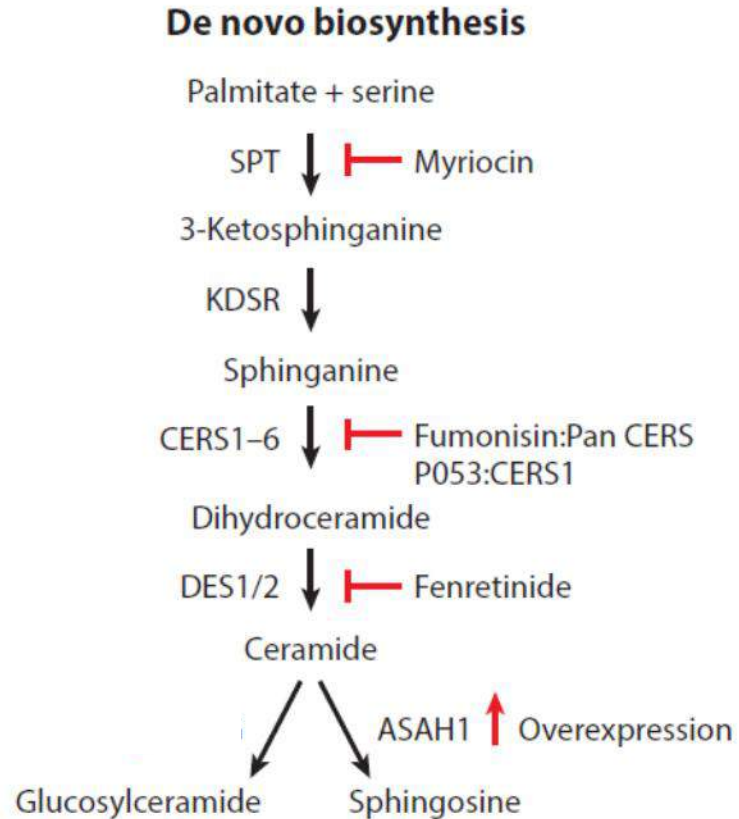 De novo biosynthesis
Palmitate + serine
SPT
Myriocin
3-Ketosphinganine
KDSR
Sphinganine
CERS1–6
Fumonisin:Pan CERS
P053:CERS1
Dihydroceramide
DES1/2
Fenretinide
Ceramide
ASAH1
Overexpression
Glucosylceramide
Sphingosine